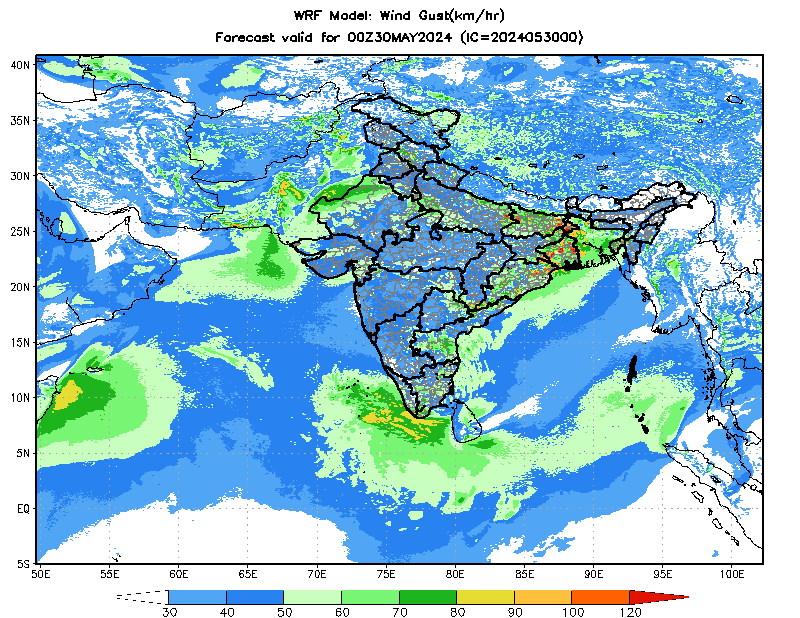 WRF Model: Wind Gust(km/hr)
Forecast valid for 00Z30MAY2024 (IC=2024053000)
40N
35N
30N
25N
20N
15N
10N
5N
EQ
5S
50E 55E 60E 65E 70E 75E 80E 85E 90E 95E 100E
30 40 50 60 70 80 90 100 120